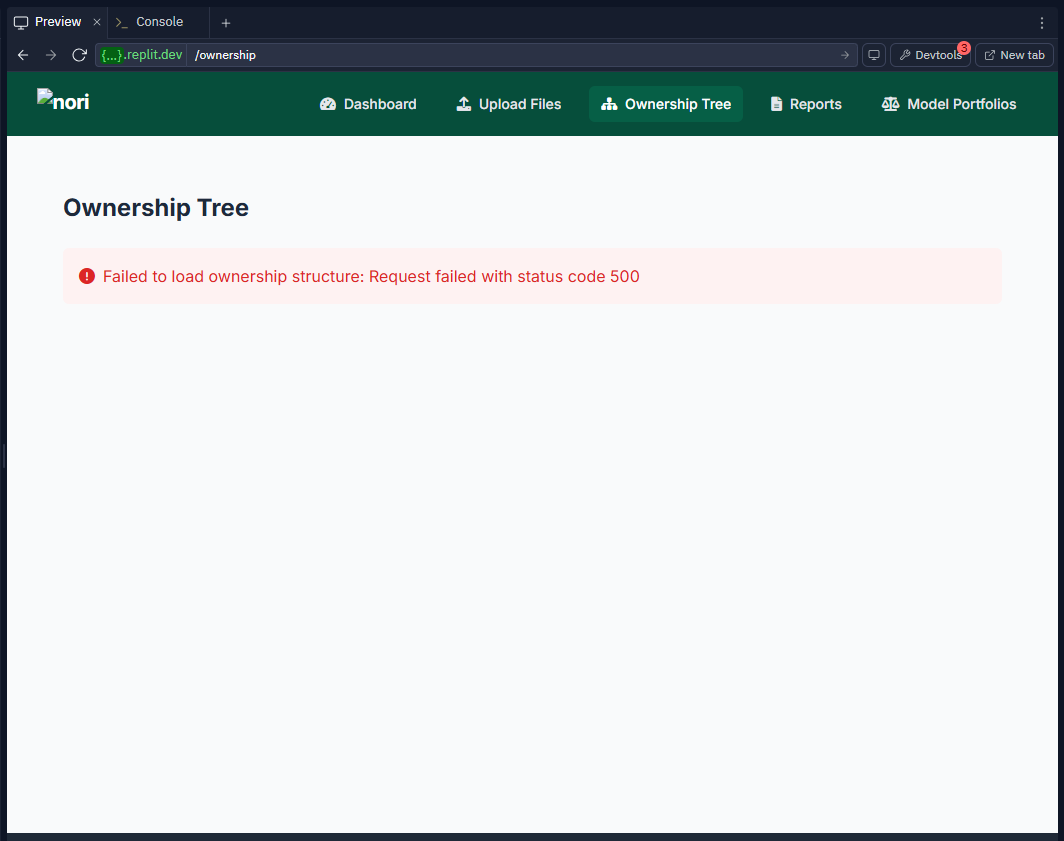 Preview
Console
{...}.replit.dev /ownership
Devtools 3
New tab
nori
Dashboard
Upload Files
Ownership Tree
Reports
Model Portfolios
Ownership Tree
Failed to load ownership structure: Request failed with status code 500